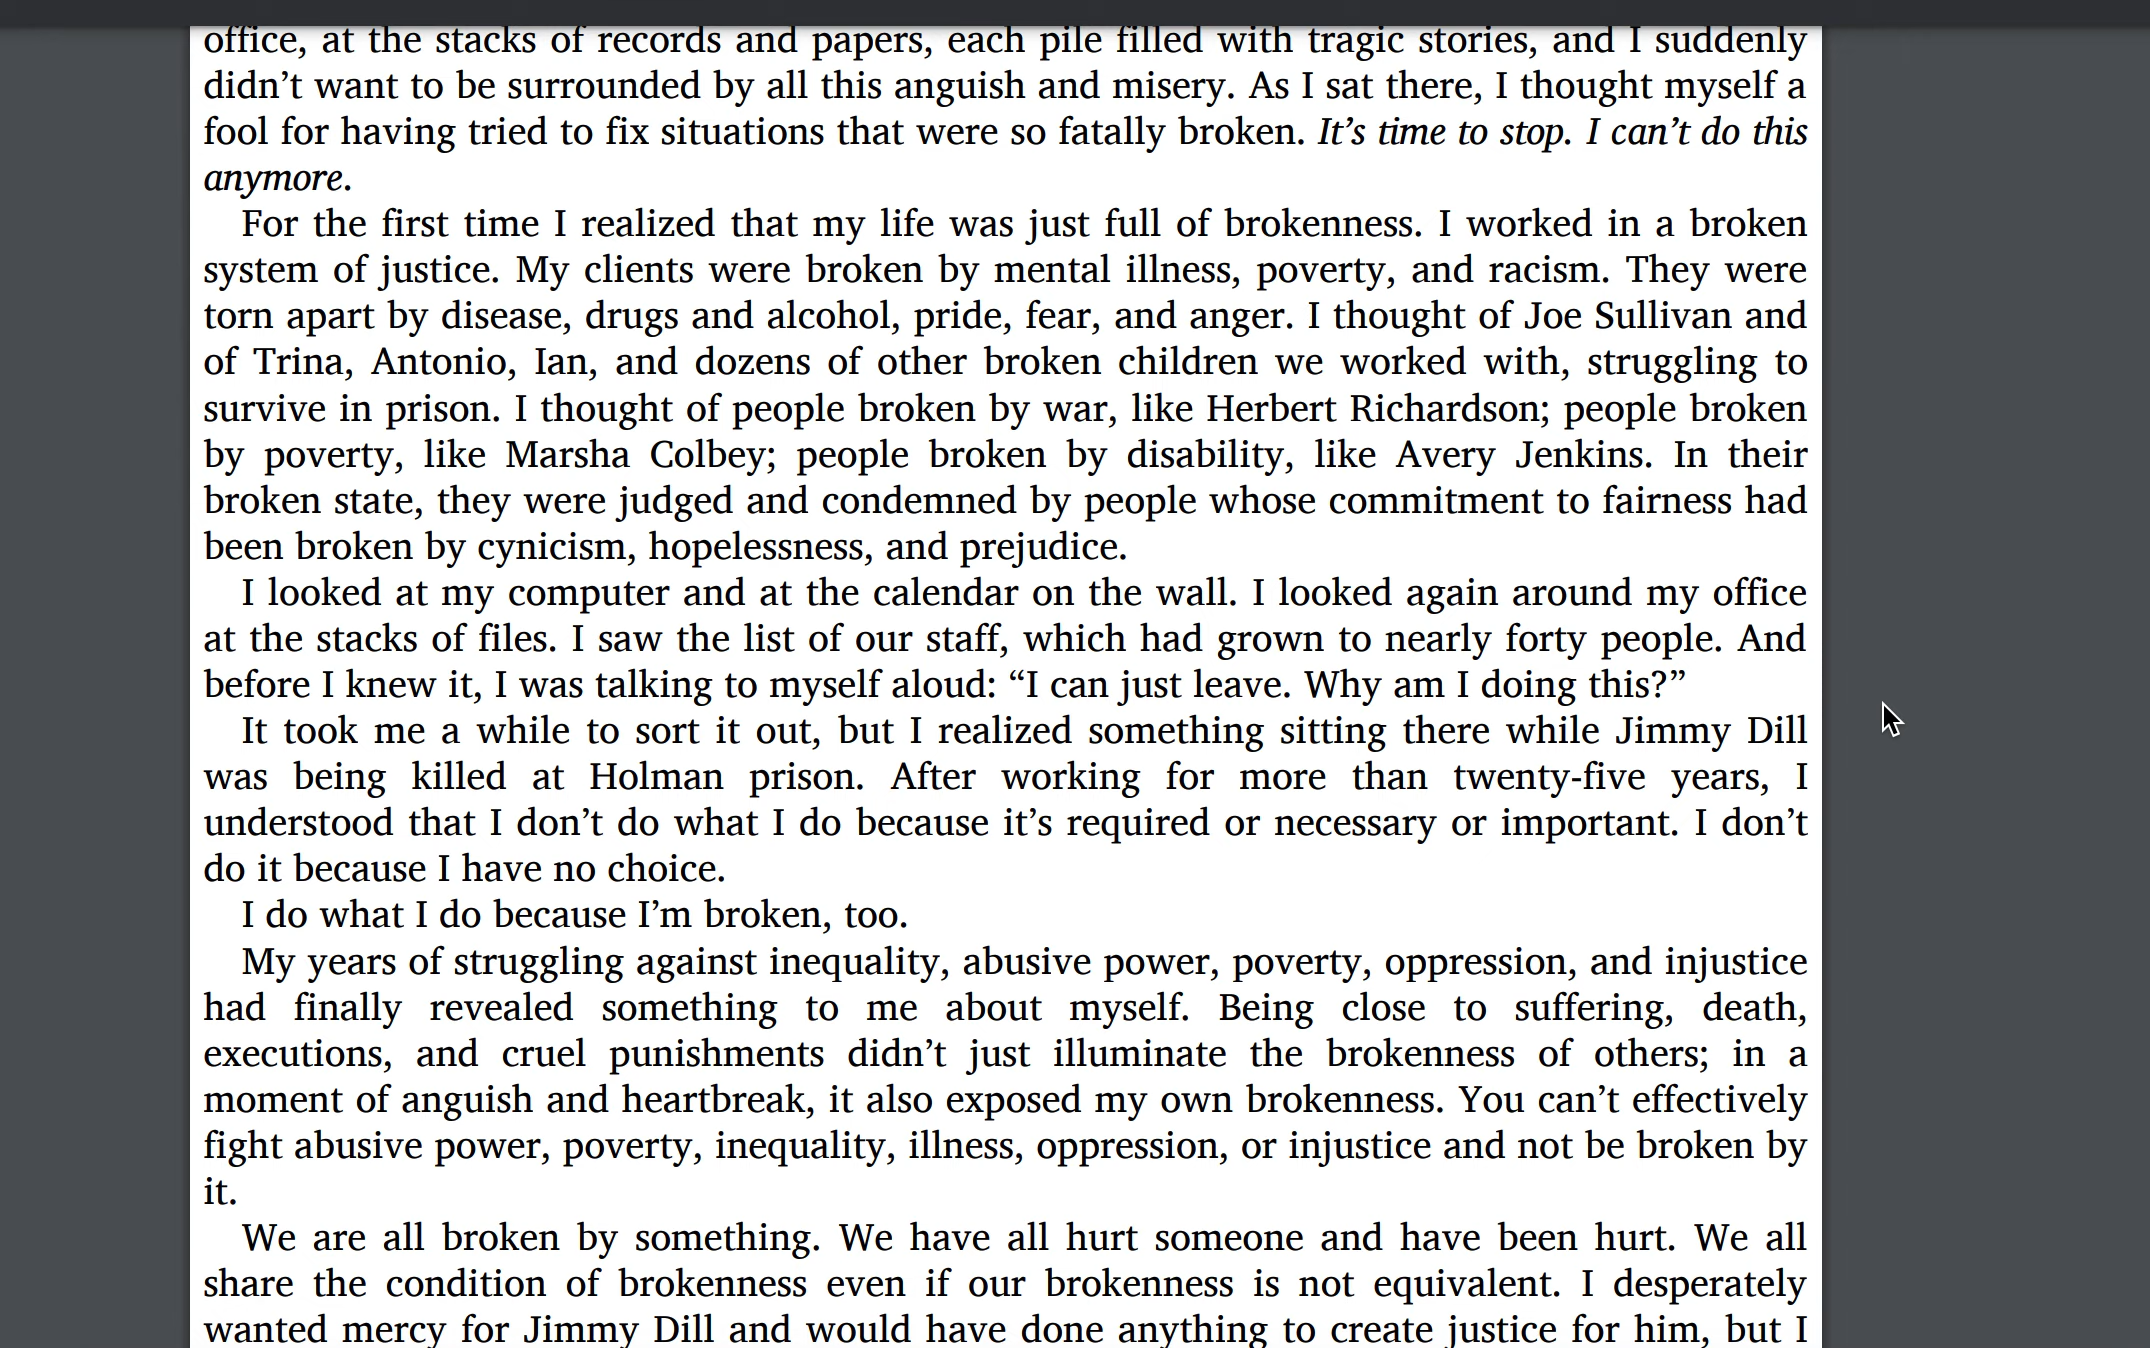 office, at the stacks of records and papers, each pile filled with tragic stories, and I suddenly
didn’t want to be surrounded by all this anguish and misery. As I sat there, I thought myself a
fool for having tried to fix situations that were so fatally broken. It’s time to stop. I can’t do this
anymore.
For the first time I realized that my life was just full of brokenness. I worked in a broken
system of justice. My clients were broken by mental illness, poverty, and racism. They were
torn apart by disease, drugs and alcohol, pride, fear, and anger. I thought of Joe Sullivan and
of Trina, Antonio, Ian, and dozens of other broken children we worked with, struggling to
survive in prison. I thought of people broken by war, like Herbert Richardson; people broken
by poverty, like Marsha Colbey; people broken by disability, like Avery Jenkins. In their
broken state, they were judged and condemned by people whose commitment to fairness had
been broken by cynicism, hopelessness, and prejudice.
I looked at my computer and at the calendar on the wall. I looked again around my office
at the stacks of files. I saw the list of our staff, which had grown to nearly forty people. And
before I knew it, I was talking to myself aloud: “I can just leave. Why am I doing this?”
It took me a while to sort it out, but I realized something sitting there while Jimmy Dill
was being killed at Holman prison. After working for more than twenty-five years, I
understood that I don’t do what I do because it’s required or necessary or important. I don’t
do it because I have no choice.
I do what I do because I’m broken, too.
My years of struggling against inequality, abusive power, poverty, oppression, and injustice
had finally revealed something to me about myself. Being close to suffering, death,
executions, and cruel punishments didn’t just illuminate the brokenness of others; in a
moment of anguish and heartbreak, it also exposed my own brokenness. You can’t effectively
fight abusive power, poverty, inequality, illness, oppression, or injustice and not be broken by
it.
We are all broken by something. We have all hurt someone and have been hurt. We all
share the condition of brokenness even if our brokenness is not equivalent. I desperately
wanted mercy for Jimmy Dill and would have done anything to create justice for him, but I